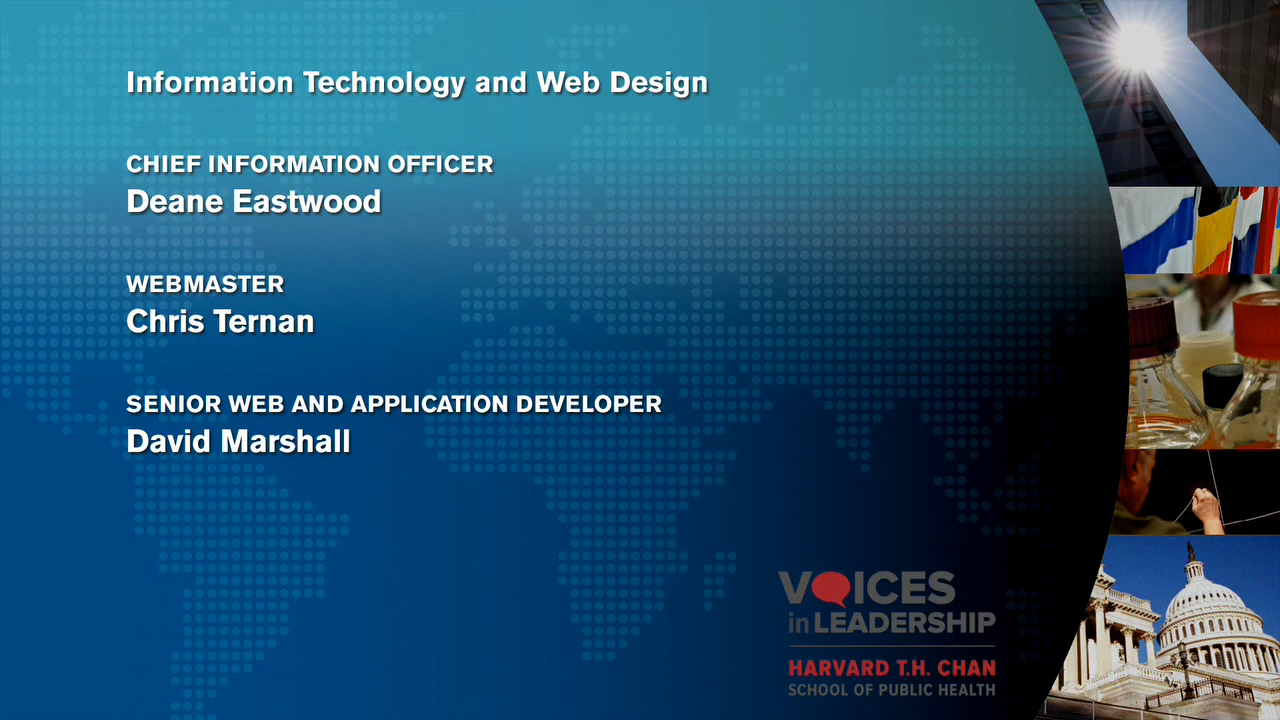 Information Technology and Web Design
CHIEF INFORMATION OFFICER
Deane Eastwood
WEBMASTER
Chris Ternan
SENIOR WEB AND APPLICATION DEVELOPER
David Marshall
VOICES
in LEADERSHIP
HARVARD T.H. CHAN
SCHOOL OF PUBLIC HEALTH